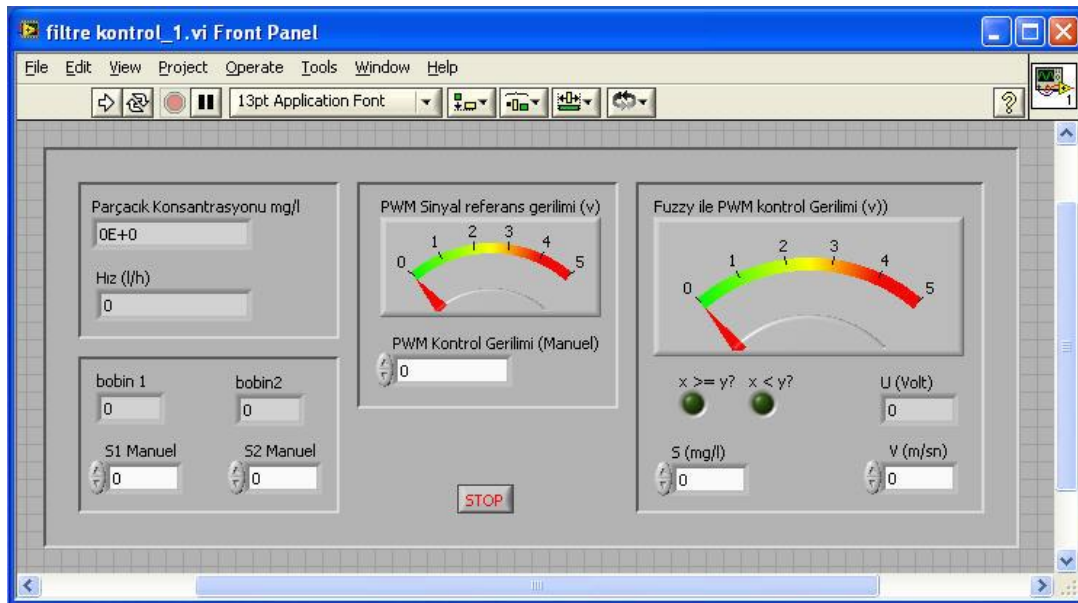 filtre kontrol_1.vi Front Panel
File Edit View Project Operate Tools Window Help
13pt Application Font
1
Parçacık Konsantrasyonu mg/l
0E+0
Hız (l/h)
0
bobin 1 bobin2
0 0
S1 Manuel S2 Manuel
0 0
PWM Sinyal referans gerilimi (v)
0 1 2 3 4 5
PWM Kontrol Gerilimi (Manuel)
0
STOP
Fuzzy ile PWM kontrol Gerilimi (v))
0 1 2 3 4 5
x >= y? x < y? U (Volt)
0
S (mg/l) V (m/sn)
0 0